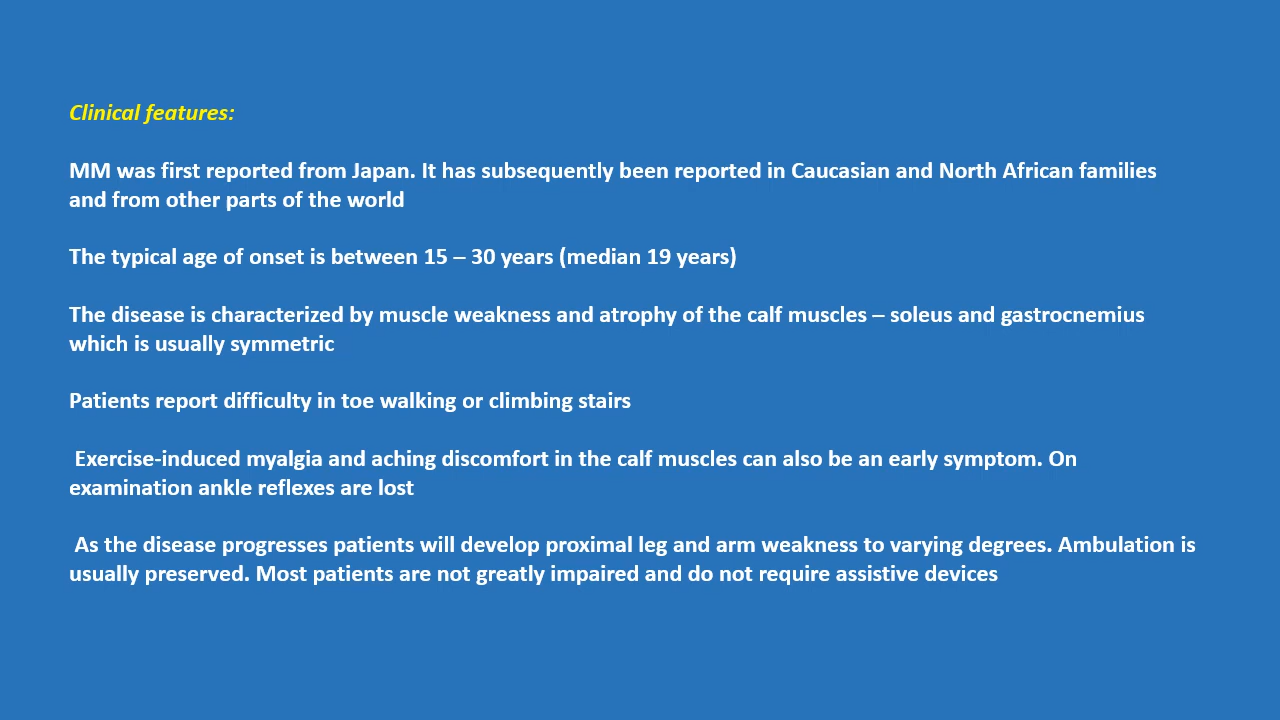 Clinical features:
MM was first reported from Japan. It has subsequently been reported in Caucasian and North African families
and from other parts of the world
The typical age of onset is between 15 – 30 years (median 19 years)
The disease is characterized by muscle weakness and atrophy of the calf muscles – soleus and gastrocnemius
which is usually symmetric
Patients report difficulty in toe walking or climbing stairs
Exercise-induced myalgia and aching discomfort in the calf muscles can also be an early symptom. On
examination ankle reflexes are lost
As the disease progresses patients will develop proximal leg and arm weakness to varying degrees. Ambulation is
usually preserved. Most patients are not greatly impaired and do not require assistive devices